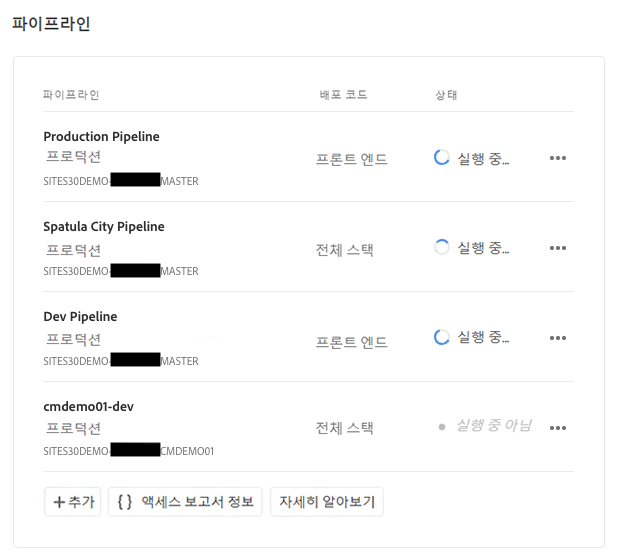 파이프라인
파이프라인 배포 코드 상태
Production Pipeline
프로덕션 프론트 엔드 실행 중...
SITES30DEMO- MASTER
Spatula City Pipeline
프로덕션 전체 스택 실행 중...
SITES30DEMO- MASTER
Dev Pipeline
프로덕션 프론트 엔드 실행 중...
SITES30DEMO- MASTER
cmdemo01-dev
프로덕션 전체 스택 실행 중 아님
SITES30DEMO- CMDEMO01
+ 추가 {} 액세스 보고서 정보 자세히 알아보기